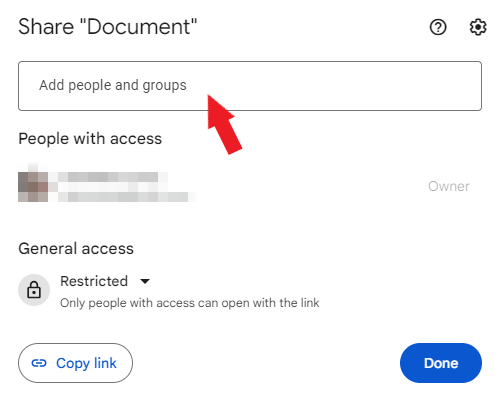 Share "Document"
Add people and groups
People with access
Owner
General access
Restricted
Only people with access can open with the link
Copy link
Done